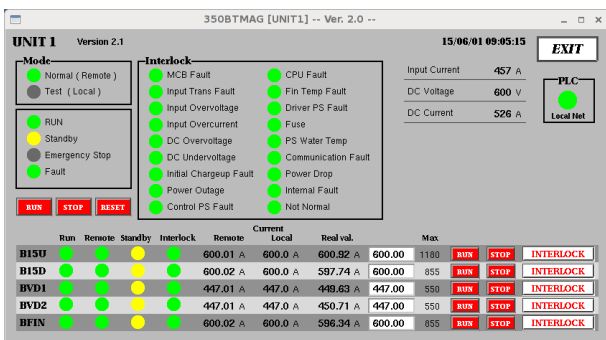 350BTMAG [UNIT1] -- Ver. 2.0 --
UNIT 1 Version 2.1 15/06/01 09:05:15 EXIT
Mode
Normal ( Remote )
Test ( Local )
RUN
Standby
Emergency Stop
Fault
RUN STOP RESET
Interlock
MCB Fault CPU Fault
Input Trans Fault Fin Temp Fault
Input Overvoltage Driver PS Fault
Input Overcurrent Fuse
DC Overvoltage PS Water Temp
DC Undervoltage Communication Fault
Initial Chargeup Fault Power Drop
Power Outage Internal Fault
Control PS Fault Not Normal
Input Current 457 A
DC Voltage 600 V
DC Current 526 A
PLC
Local Net
Current
Run Remote Standby Interlock Remote Local Real val. Max
B15U 600.01 A 600.0 A 600.92 A 600.00 1180 RUN STOP INTERLOCK
B15D 600.02 A 600.0 A 597.74 A 600.00 855 RUN STOP INTERLOCK
BVD1 447.01 A 447.0 A 449.63 A 447.00 550 RUN STOP INTERLOCK
BVD2 447.01 A 447.0 A 450.71 A 447.00 550 RUN STOP INTERLOCK
BFIN 600.02 A 600.0 A 596.34 A 600.00 855 RUN STOP INTERLOCK